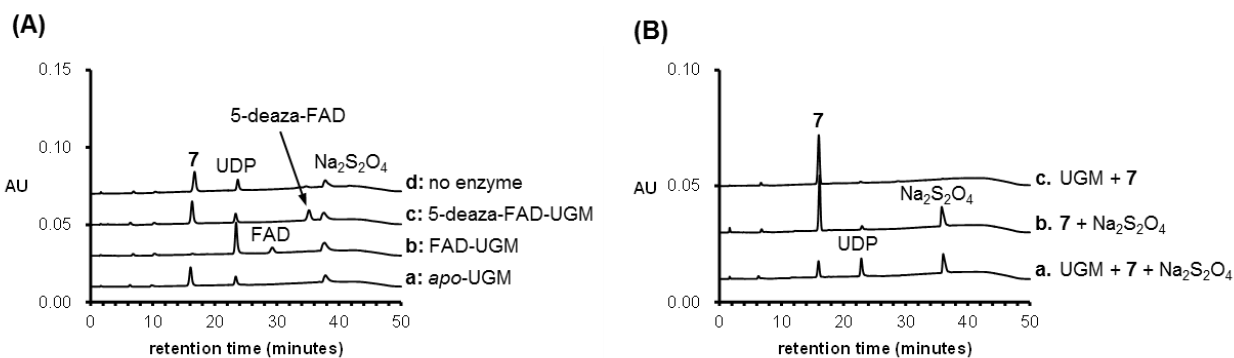 (A)
0.15
5-deaza-FAD
0.10
7
UDP
Na₂S₂O₄
AU
d: no enzyme
0.05
c: 5-deaza-FAD-UGM
FAD
b: FAD-UGM
a: apo-UGM
0.00
0 10 20 30 40 50
retention time (minutes)
(B)
0.10
7
AU
0.05
c. UGM + 7
Na₂S₂O₄
b. 7 + Na₂S₂O₄
UDP
a. UGM + 7 + Na₂S₂O₄
0.00
0 10 20 30 40 50
retention time (minutes)